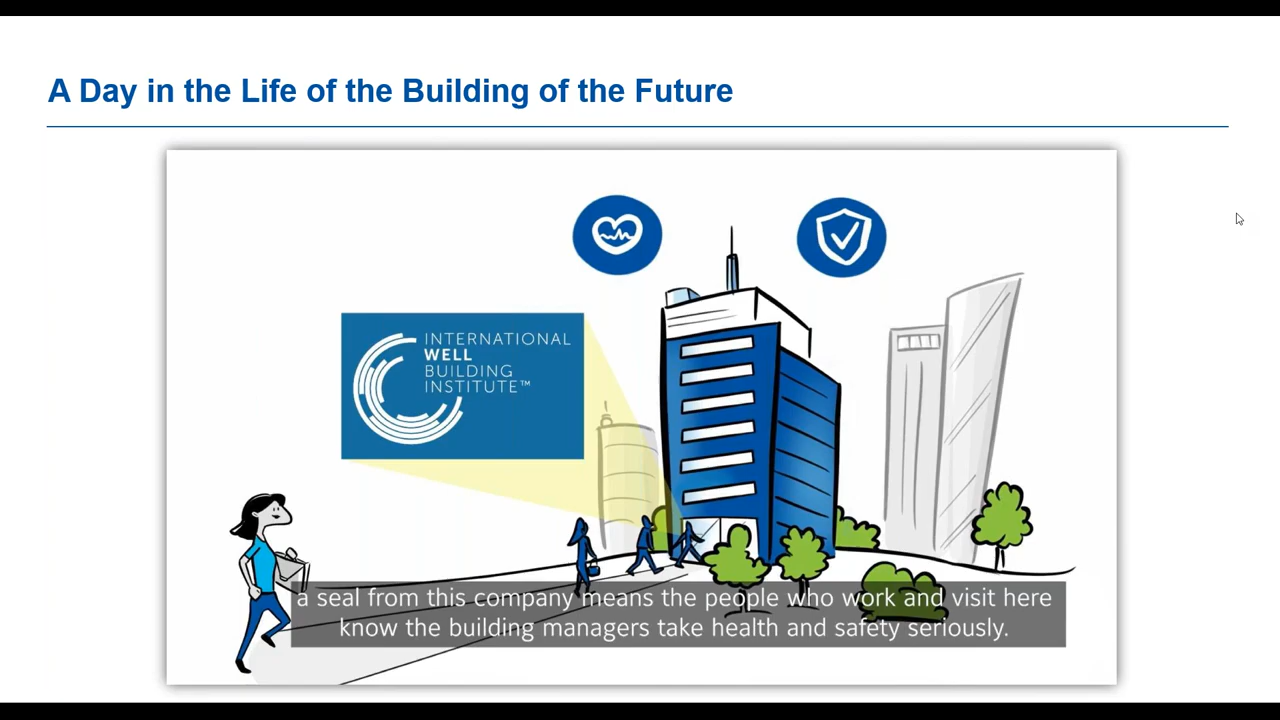 A Day in the Life of the Building of the Future
INTERNATIONAL
WELL
BUILDING
INSTITUTE™
a seal from this company means the people who work and visit here
know the building managers take health and safety seriously.